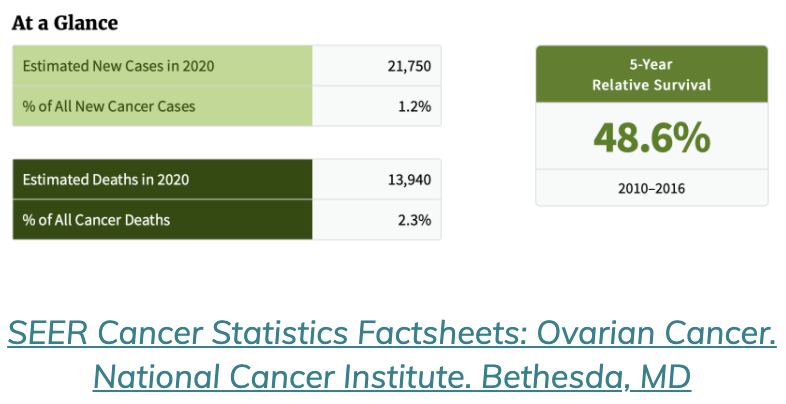 At a Glance
Estimated New Cases in 2020 21,750
% of All New Cancer Cases 1.2%
Estimated Deaths in 2020 13,940
% of All Cancer Deaths 2.3%
5-Year
Relative Survival
48.6%
2010–2016
SEER Cancer Statistics Factsheets: Ovarian Cancer.
National Cancer Institute. Bethesda, MD